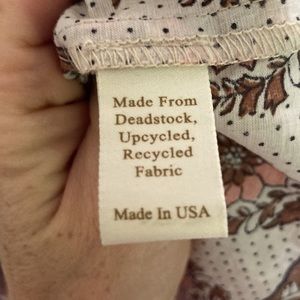 Made From
Deadstock,
Upcycled,
Recycled
Fabric
Made In USA